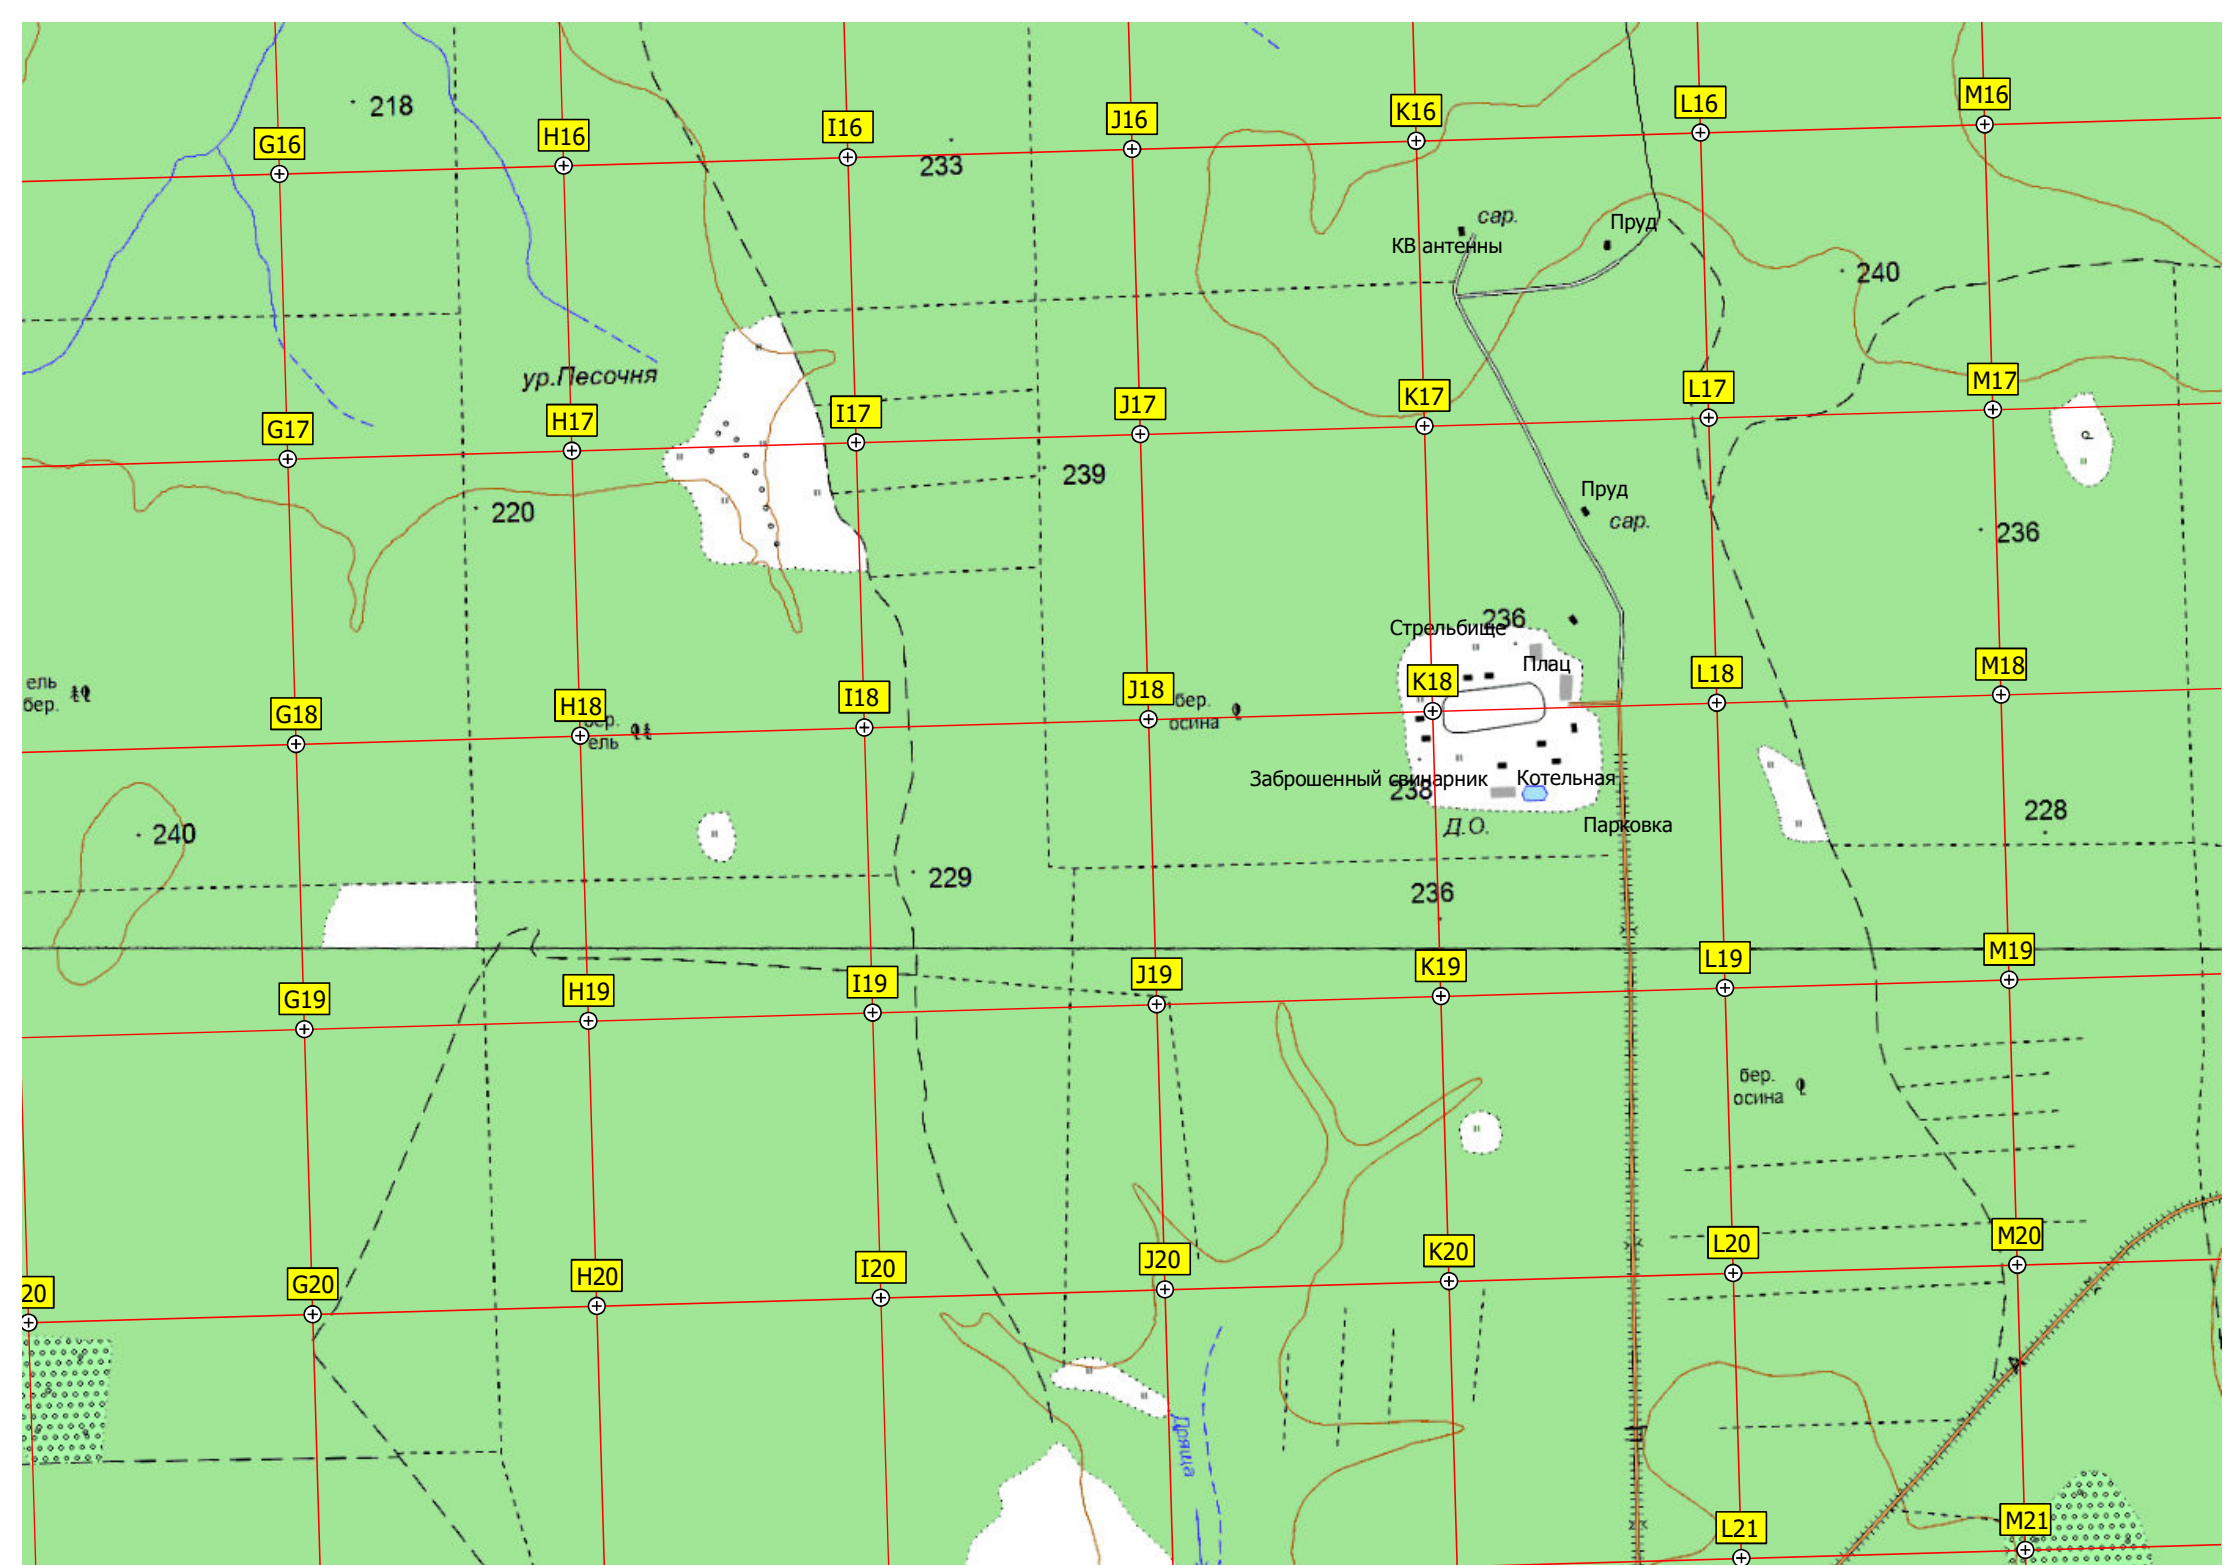 M16
L16
218
K16
J16
I16
H16
G16
233
сар.
Пруд
КВ антенны
240
ур.Песочня
M17
L17
K17
J17
I17
H17
G17
239
Пруд
220
сар.
236
236
Стрельбище
Плац
M18
L18
K18
ель
бер.
J18
бер.
осина
I18
H18
бер.
ель
G18
Заброшенный свинарник
Котельная
238
228
Парковка
Д.О.
240
229
236
M19
L19
K19
J19
I19
H19
G19
бер.
осина
M20
L20
K20
J20
I20
H20
G20
20
А
Дряща
Ц
M21
L21